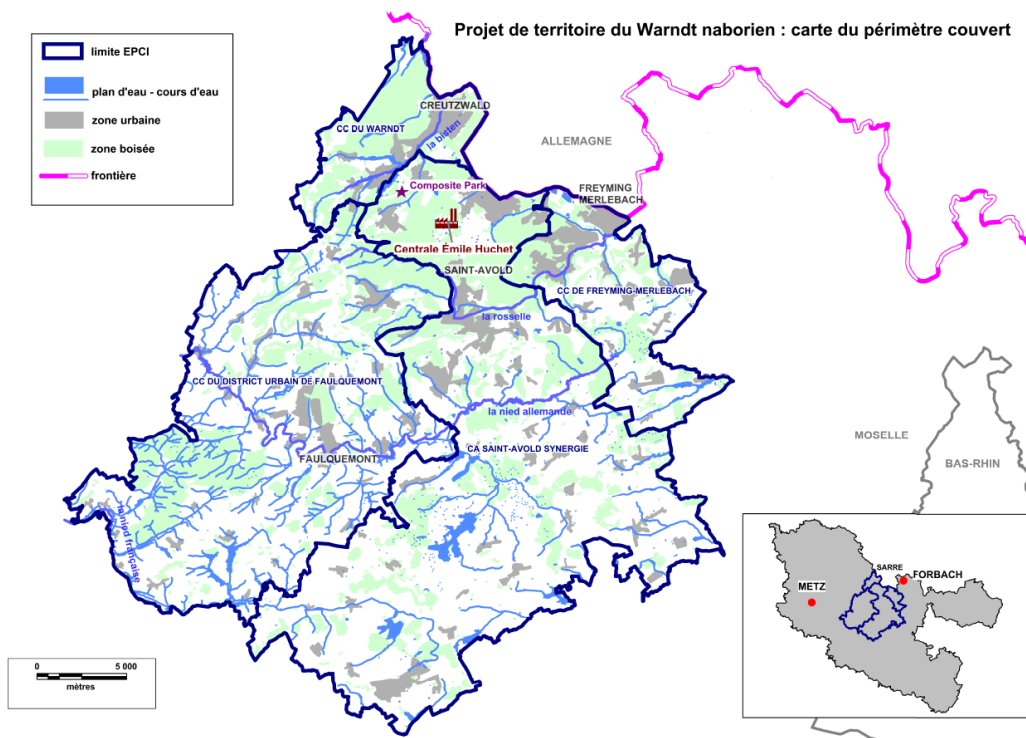 Projet de territoire du Warndt naborien : carte du périmètre couvert
limite EPCI
plan d'eau - cours d'eau
zone urbaine
zone boisée
frontière
CREUTZWALD
CC DU WARNDT
la bisten
ALLEMAGNE
Composite Park
FREYMING
MERLEBACH
Centrale Émile Huchet
SAINT-AVOLD
CC DE FREYMING-MERLEBACH
la rosselle
CC DU DISTRICT URBAIN DE FAULQUEMONT
la nied allemande
MOSELLE
CA SAINT-AVOLD SYNERGIE
FAULQUEMONT
BAS-RHIN
la nied française
SARRE
FORBACH
METZ
0 5 000
mètres